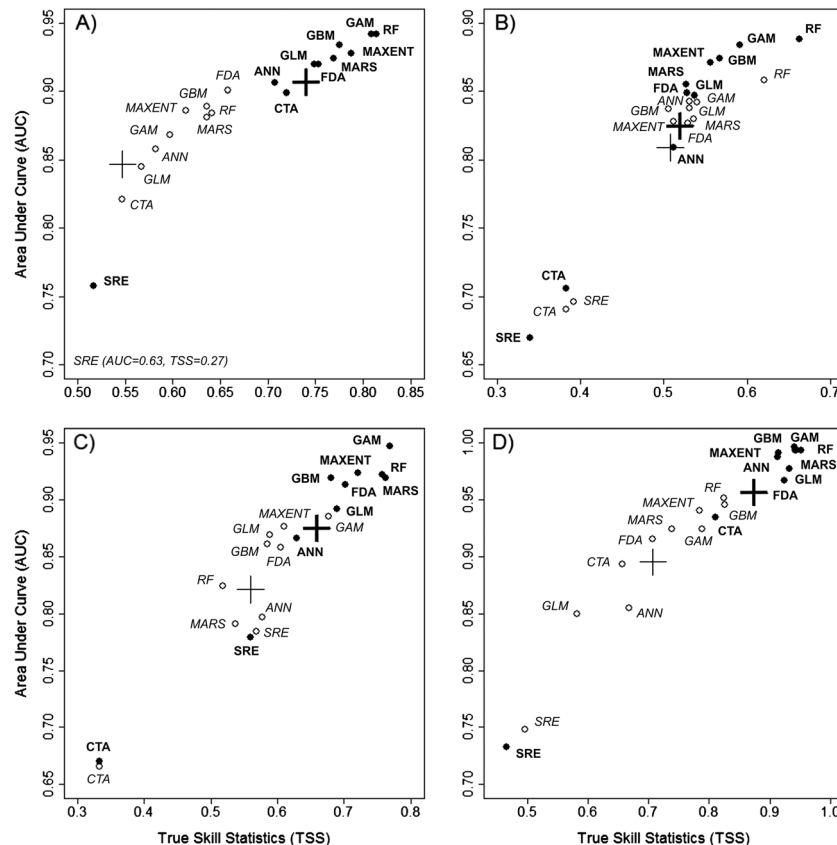 A)
Area Under Curve (AUC)
0.95
0.90
0.85
0.80
0.75
0.70
GAM RF
GBM
GLM MAXENT
ANN MARS
FDA
CTA
FDA
GBM
MAXENT RF
GAM MARS
ANN
GLM
CTA
SRE
SRE (AUC=0.63, TSS=0.27)
0.50 0.55 0.60 0.65 0.70 0.75 0.80 0.85
B)
0.90
0.85
0.80
0.75
0.70
0.65
RF
GAM
MAXENT GBM
RF
MARS
FDA GLM
ANN GAM
GBM GLM
MAXENT MARS
FDA
ANN
CTA
SRE
CTA
SRE
0.3 0.4 0.5 0.6 0.7
C)
Area Under Curve (AUC)
0.95
0.90
0.85
0.80
0.75
0.70
0.65
GAM
MAXENT
GBM RF
FDA MARS
MAXENT GLM
GLM GAM
GBM ANN
FDA
RF
ANN
MARS
SRE
SRE
CTA
CTA
0.3 0.4 0.5 0.6 0.7 0.8
True Skill Statistics (TSS)
D)
1.00
0.95
0.90
0.85
0.80
0.75
0.70
GBM GAM
MAXENT RF
ANN MARS
GLM
FDA
RF
MAXENT
GBM
MARS CTA
FDA GAM
CTA
GLM ANN
SRE
SRE
0.5 0.6 0.7 0.8 0.9 1.0
True Skill Statistics (TSS)